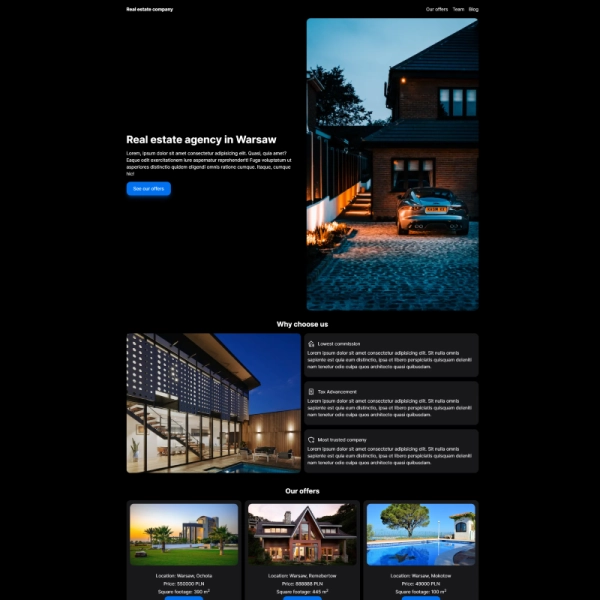 Real estate company
Our offers Team Blog
Real estate agency in Warsaw
Lorem, ipsum dolor sit amet consectetur adipisicing elit. Quasi, quia amet?
Eaque odit exercitationem iure aspernatur reprehenderit! Fuga voluptatum ut
asperiores distinctio quidem eligendi omnis ratione cumque, itaque, cumque
hic!
See our offers
Why choose us
Lowest commission
Lorem ipsum dolor sit amet consectetur adipisicing elit. Sit nulla omnis
sapiente est quia eum distinctio, ipsa et libero perspiciatis quisquam deleniti
nam tenetur odio culpa quos architecto quasi quibusdam.
Tax Advancement
Lorem ipsum dolor sit amet consectetur adipisicing elit. Sit nulla omnis
sapiente est quia eum distinctio, ipsa et libero perspiciatis quisquam deleniti
nam tenetur odio culpa quos architecto quasi quibusdam.
Most trusted company
Lorem ipsum dolor sit amet consectetur adipisicing elit. Sit nulla omnis
sapiente est quia eum distinctio, ipsa et libero perspiciatis quisquam deleniti
nam tenetur odio culpa quos architecto quasi quibusdam.
Our offers
Location: Warsaw, Ochota
Price: 550000 PLN
Square footage: 390 m²
Location: Warsaw, Rembertow
Price: 888888 PLN
Square footage: 445 m²
Location: Warsaw, Mokotow
Price: 49000 PLN
Square footage: 100 m²